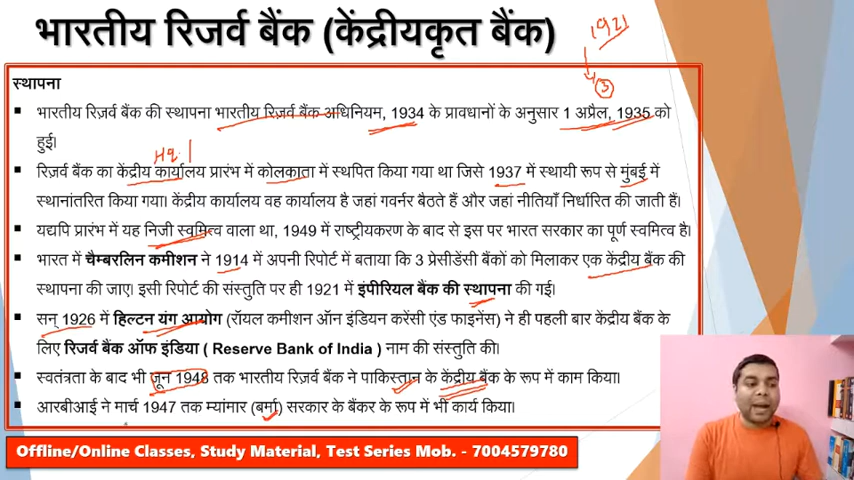 भारतीय रिजर्व बैंक (केंद्रीयकृत बैंक)
1921
3
स्थापना
▪ भारतीय रिज़र्व बैंक की स्थापना भारतीय रिज़र्व बैंक अधिनियम, 1934 के प्रावधानों के अनुसार 1 अप्रैल, 1935 को
हुई।
HQ.
▪ रिज़र्व बैंक का केंद्रीय कार्यालय प्रारंभ में कोलकाता में स्थपित किया गया था जिसे 1937 में स्थायी रूप से मुंबई में
स्थानांतरित किया गया। केंद्रीय कार्यालय वह कार्यालय है जहां गवर्नर बैठते हैं और जहां नीतियाँ निर्धारित की जाती हैं।
▪ यद्यपि प्रारंभ में यह निजी स्वमित्व वाला था, 1949 में राष्ट्रीयकरण के बाद से इस पर भारत सरकार का पूर्ण स्वमित्व है।
▪ भारत में चैम्बरलिन कमीशन ने 1914 में अपनी रिपोर्ट में बताया कि 3 प्रेसीडेंसी बैंकों को मिलाकर एक केंद्रीय बैंक की
स्थापना की जाए। इसी रिपोर्ट की संस्तुति पर ही 1921 में इंपीरियल बैंक की स्थापना की गई।
▪ सन् 1926 में हिल्टन यंग आयोग (रॉयल कमीशन ऑन इंडियन करेंसी एंड फाइनेंस) ने ही पहली बार केंद्रीय बैंक के
लिए रिजर्व बैंक ऑफ इंडिया ( Reserve Bank of India ) नाम की संस्तुति की।
▪ स्वतंत्रता के बाद भी जून 1948 तक भारतीय रिज़र्व बैंक ने पाकिस्तान के केंद्रीय बैंक के रूप में काम किया।
▪ आरबीआई ने मार्च 1947 तक म्यांमार (बर्मा) सरकार के बैंकर के रूप में भी कार्य किया।
Offline/Online Classes, Study Material, Test Series Mob. - 7004579780